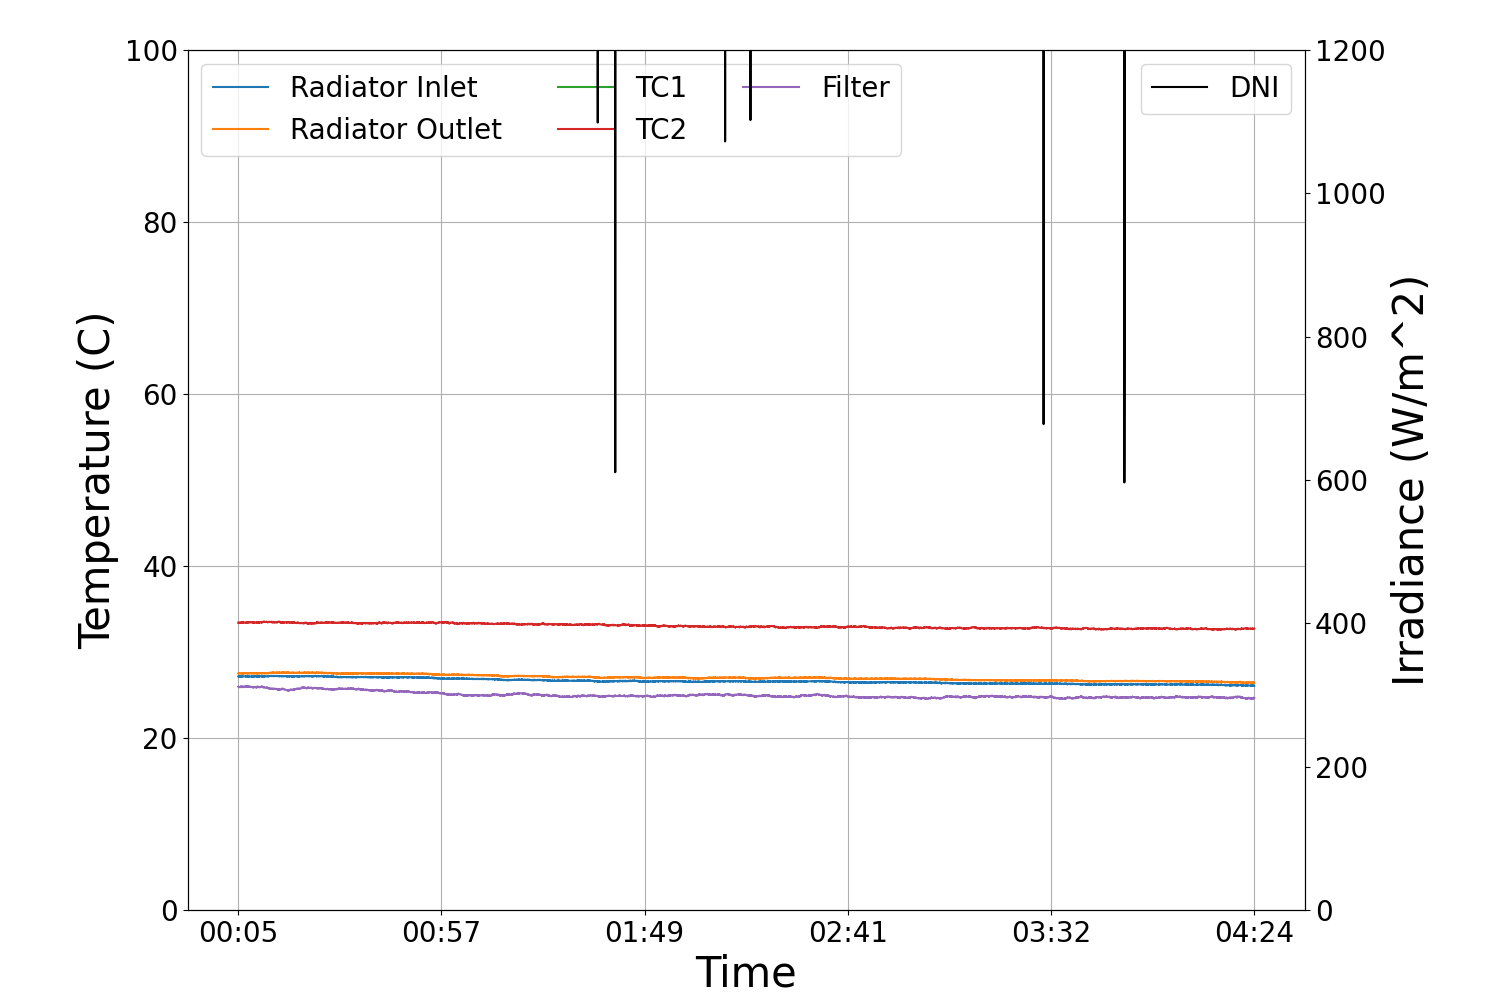 100
80
60
40
20
0
Temperature (C)
Radiator Inlet
Radiator Outlet
TC1
TC2
Filter
DNI
1200
1000
800
600
400
200
0
Irradiance (W/m^2)
00:05 00:57 01:49 02:41 03:32 04:24
Time